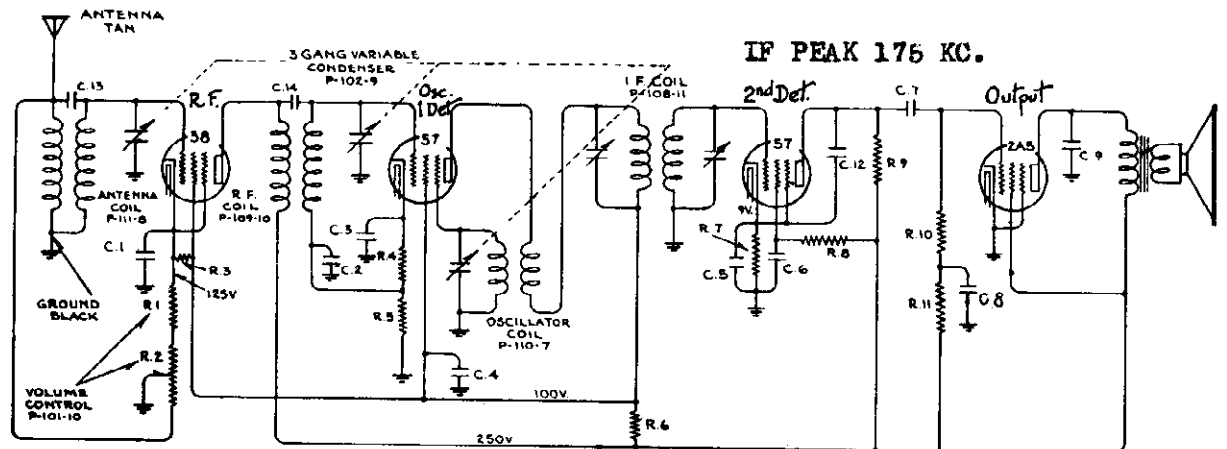 ANTENNA
TAN
3 GANG VARIABLE
CONDENSER
P-102-9
IF PEAK 175 KC.
C.13
R.F.
58
C.14
Osc.
1 Det.
57
I F. COIL
P-108-11
2nd Det.
57
C.7
Output
2A5
C.12
R.9
C.9
ANTENNA
COIL
P-111-8
R.F.
COIL
P-109-10
9V.
C.1
R.3
125V
C.3
C.2
R.4
R.7
C.5
C.6
R.8
R.10
GROUND
BLACK
R1
R.5
OSCILLATOR
COIL
P-110-7
R.11
C.8
R.2
C.4
VOLUME
CONTROL
P-101-10
100V.
R.6
250V